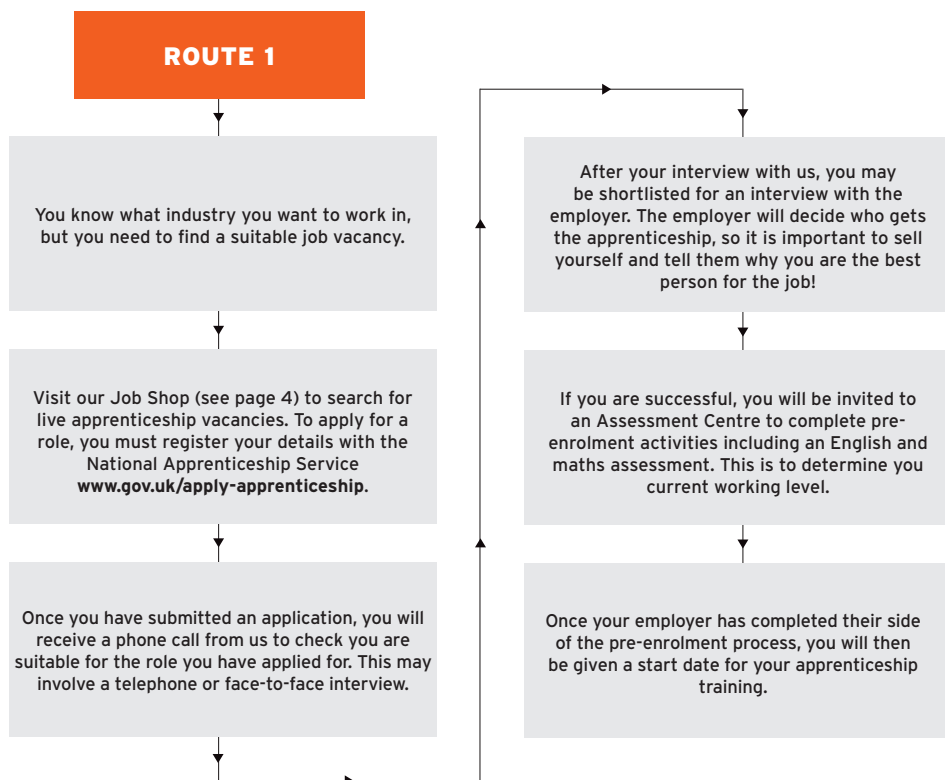 ROUTE 1
You know what industry you want to work in,
but you need to find a suitable job vacancy.
Visit our Job Shop (see page 4) to search for
live apprenticeship vacancies. To apply for a
role, you must register your details with the
National Apprenticeship Service
www.gov.uk/apply-apprenticeship.
Once you have submitted an application, you will
receive a phone call from us to check you are
suitable for the role you have applied for. This may
involve a telephone or face-to-face interview.
After your interview with us, you may
be shortlisted for an interview with the
employer. The employer will decide who gets
the apprenticeship, so it is important to sell
yourself and tell them why you are the best
person for the job!
If you are successful, you will be invited to
an Assessment Centre to complete pre-
enrolment activities including an English and
maths assessment. This is to determine you
current working level.
Once your employer has completed their side
of the pre-enrolment process, you will then
be given a start date for your apprenticeship
training.